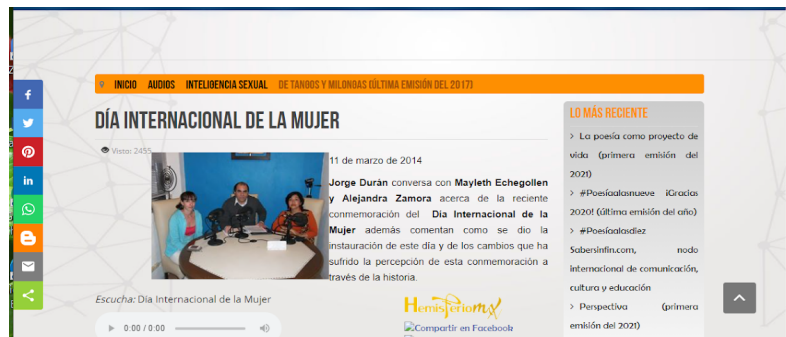 INICIO AUDIOS INTELIGENCIA SEXUAL DE TANGOS Y MILONGAS (ÚLTIMA EMISIÓN DEL 2017)
DÍA INTERNACIONAL DE LA MUJER
Visto: 2455
11 de marzo de 2014
Jorge Durán conversa con Mayleth Echegollen
y Alejandra Zamora acerca de la reciente
conmemoración del Dia Internacional de la
Mujer además comentan como se dio la
instauración de este día y de los cambios que ha
sufrido la percepción de esta conmemoración a
través de la historia.
Escucha: Dia Internacional de la Mujer
0:00 / 0:00
Hemisferiomx
Compartir en Facebook
LO MÁS RECIENTE
> La poesía como proyecto de
vida (primera emisión del
2021)
> #Poesíaalasnueve ¡Gracias
2020! (última emisión del año)
> #Poesíaalasdiez
Sabersinfin.com, nodo
internacional de comunicación,
cultura y educación
> Perspectiva (primera
emisión del 2021)